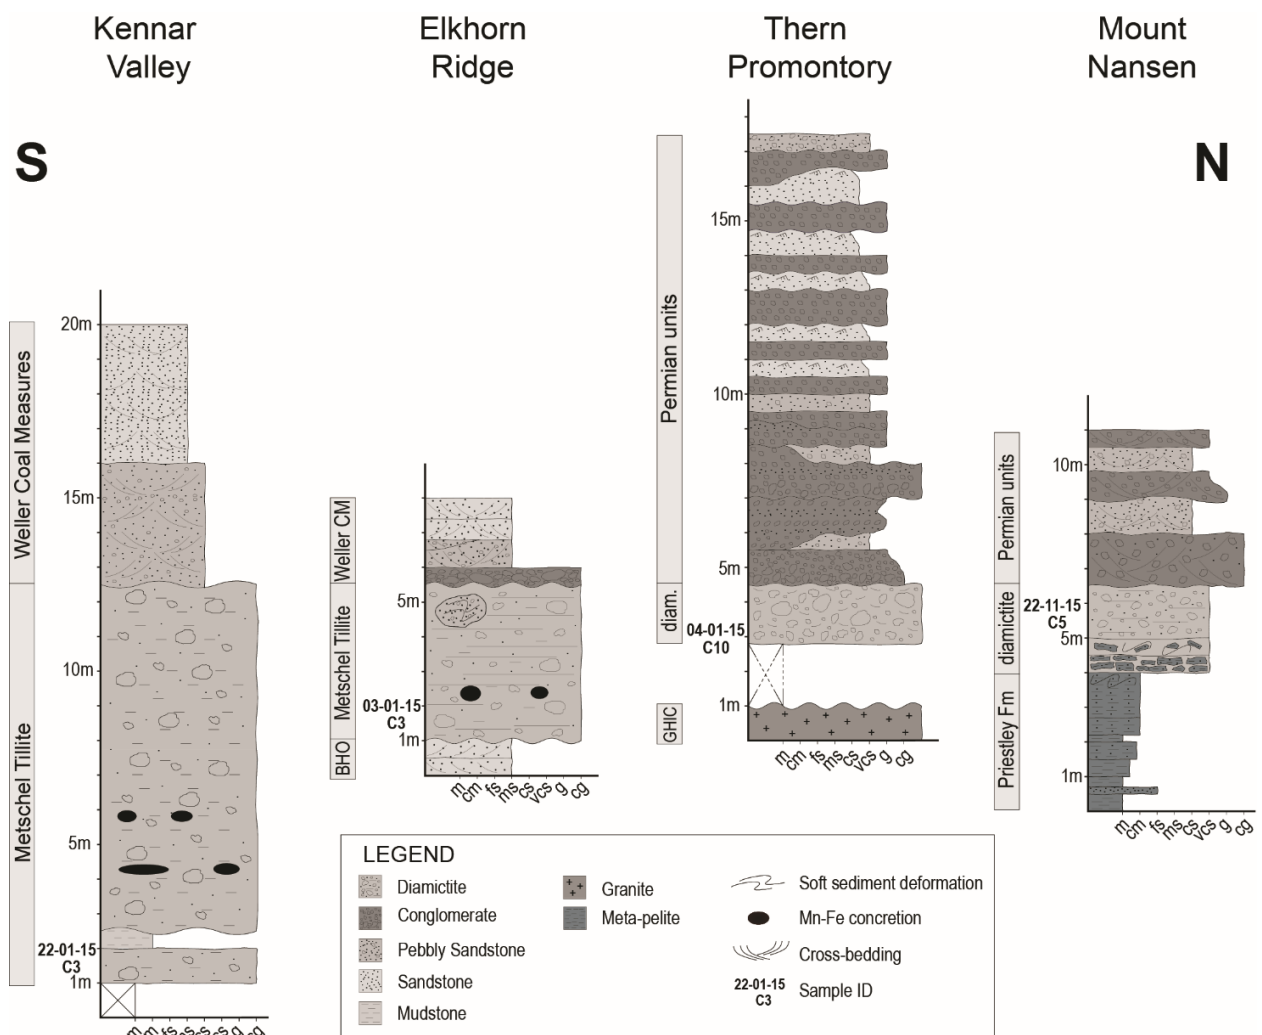 Kennar
Valley
Elkhorn
Ridge
Thern
Promontory
Mount
Nansen
S
N
20m
15m
10m
5m
1m
Weller Coal Measures
Metschel Tillite
22-01-15
C3
Weller CM
Metschel Tillite
BHO
5m
1m
03-01-15
C3
m
cm
fs
ms
cs
vcs
g
cg
Permian units
diam.
GHIC
15m
10m
5m
1m
04-01-15
C10
m
cm
fs
ms
cs
vcs
g
cg
Permian units
diamictite
Priestley Fm
10m
5m
1m
22-11-15
C5
m
cm
fs
ms
cs
vcs
g
cg
LEGEND
Diamictite
Conglomerate
Pebbly Sandstone
Sandstone
Mudstone
Granite
Meta-pelite
Soft sediment deformation
Mn-Fe concretion
Cross-bedding
22-01-15
C3
Sample ID